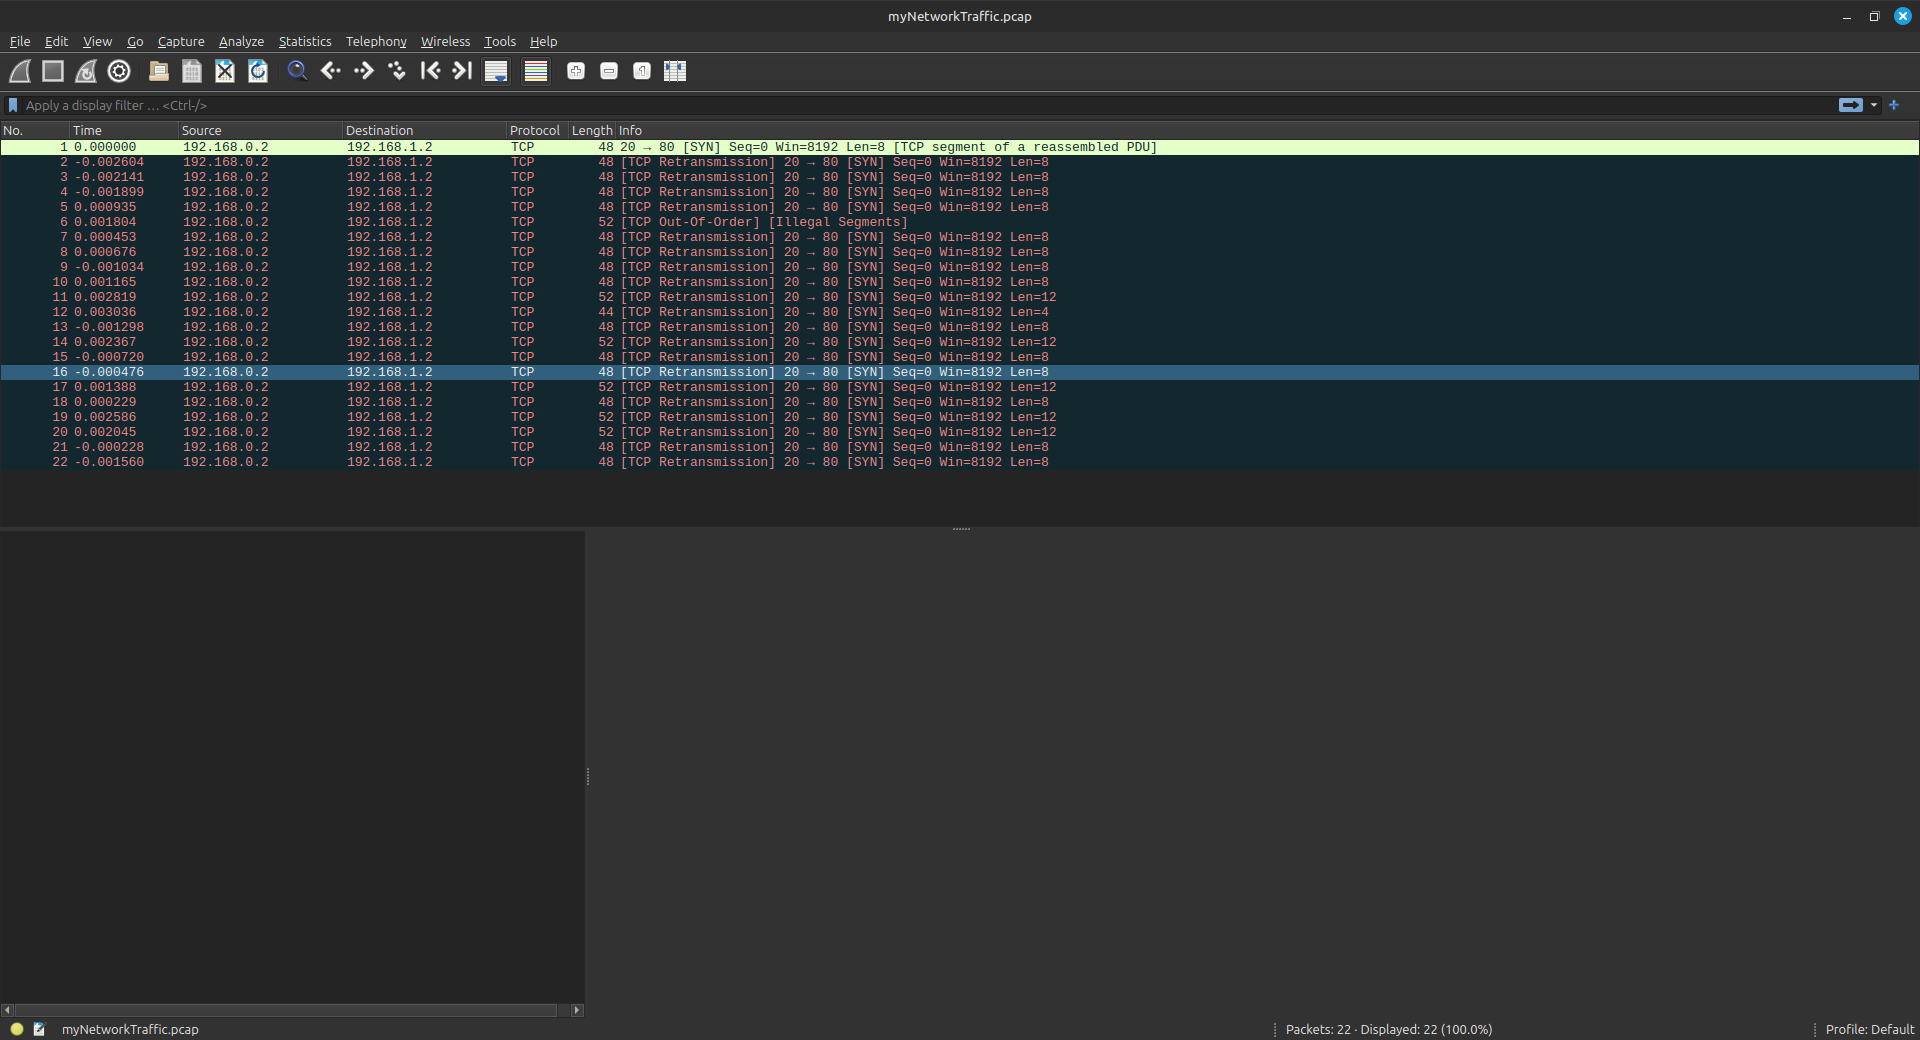 myNetworkTraffic.pcap
File Edit View Go Capture Analyze Statistics Telephony Wireless Tools Help
Apply a display filter … <Ctrl-/>
No. Time Source Destination Protocol Length Info
1 0.000000 192.168.0.2 192.168.1.2 TCP 48 20 → 80 [SYN] Seq=0 Win=8192 Len=8 [TCP segment of a reassembled PDU]
2 -0.002604 192.168.0.2 192.168.1.2 TCP 48 [TCP Retransmission] 20 → 80 [SYN] Seq=0 Win=8192 Len=8
3 -0.002141 192.168.0.2 192.168.1.2 TCP 48 [TCP Retransmission] 20 → 80 [SYN] Seq=0 Win=8192 Len=8
4 -0.001899 192.168.0.2 192.168.1.2 TCP 48 [TCP Retransmission] 20 → 80 [SYN] Seq=0 Win=8192 Len=8
5 0.000935 192.168.0.2 192.168.1.2 TCP 48 [TCP Retransmission] 20 → 80 [SYN] Seq=0 Win=8192 Len=8
6 0.001804 192.168.0.2 192.168.1.2 TCP 52 [TCP Out-Of-Order] [Illegal Segments]
7 0.000453 192.168.0.2 192.168.1.2 TCP 48 [TCP Retransmission] 20 → 80 [SYN] Seq=0 Win=8192 Len=8
8 0.000676 192.168.0.2 192.168.1.2 TCP 48 [TCP Retransmission] 20 → 80 [SYN] Seq=0 Win=8192 Len=8
9 -0.001034 192.168.0.2 192.168.1.2 TCP 48 [TCP Retransmission] 20 → 80 [SYN] Seq=0 Win=8192 Len=8
10 0.001165 192.168.0.2 192.168.1.2 TCP 48 [TCP Retransmission] 20 → 80 [SYN] Seq=0 Win=8192 Len=8
11 0.002819 192.168.0.2 192.168.1.2 TCP 52 [TCP Retransmission] 20 → 80 [SYN] Seq=0 Win=8192 Len=12
12 0.003036 192.168.0.2 192.168.1.2 TCP 44 [TCP Retransmission] 20 → 80 [SYN] Seq=0 Win=8192 Len=4
13 -0.001298 192.168.0.2 192.168.1.2 TCP 48 [TCP Retransmission] 20 → 80 [SYN] Seq=0 Win=8192 Len=8
14 0.002367 192.168.0.2 192.168.1.2 TCP 52 [TCP Retransmission] 20 → 80 [SYN] Seq=0 Win=8192 Len=12
15 -0.000720 192.168.0.2 192.168.1.2 TCP 48 [TCP Retransmission] 20 → 80 [SYN] Seq=0 Win=8192 Len=8
16 -0.000476 192.168.0.2 192.168.1.2 TCP 48 [TCP Retransmission] 20 → 80 [SYN] Seq=0 Win=8192 Len=8
17 0.001388 192.168.0.2 192.168.1.2 TCP 52 [TCP Retransmission] 20 → 80 [SYN] Seq=0 Win=8192 Len=12
18 0.000229 192.168.0.2 192.168.1.2 TCP 48 [TCP Retransmission] 20 → 80 [SYN] Seq=0 Win=8192 Len=8
19 0.002586 192.168.0.2 192.168.1.2 TCP 52 [TCP Retransmission] 20 → 80 [SYN] Seq=0 Win=8192 Len=12
20 0.002045 192.168.0.2 192.168.1.2 TCP 52 [TCP Retransmission] 20 → 80 [SYN] Seq=0 Win=8192 Len=12
21 -0.000228 192.168.0.2 192.168.1.2 TCP 48 [TCP Retransmission] 20 → 80 [SYN] Seq=0 Win=8192 Len=8
22 -0.001560 192.168.0.2 192.168.1.2 TCP 48 [TCP Retransmission] 20 → 80 [SYN] Seq=0 Win=8192 Len=8
myNetworkTraffic.pcap Packets: 22 · Displayed: 22 (100.0%) Profile: Default